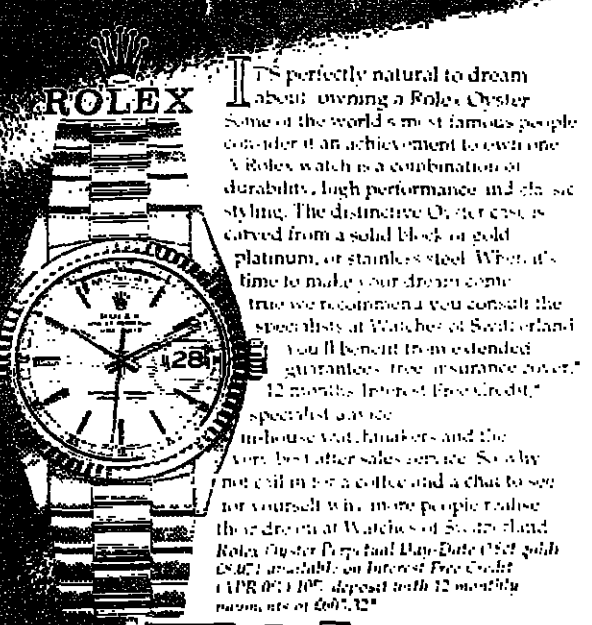 ROLEX
IT'S perfectly natural to dream
about owning a Rolex Oyster
Some of the world's most famous people
consider it an achievement to own one
A Rolex watch is a combination of
durability, high performance and classic
styling. The distinctive Oyster case is
carved from a solid block of gold
platinum, or stainless steel. When it's
time to make your dream come
true we recommend you consult the
specialists at Watches of Switzerland
You'll benefit from extended
guarantees, free insurance cover,*
12 months Interest Free Credit,*
specialist advice
in-house watchmakers and the
very best after sales service. So why
not call in for a coffee and a chat to see
for yourself why more people realise
their dream at Watches of Switzerland
Rolex Oyster Perpetual Day-Date (18ct gold)
available on Interest Free Credit
(APR 0%) 10% deposit with 12 monthly
payments of
ROLEX
28